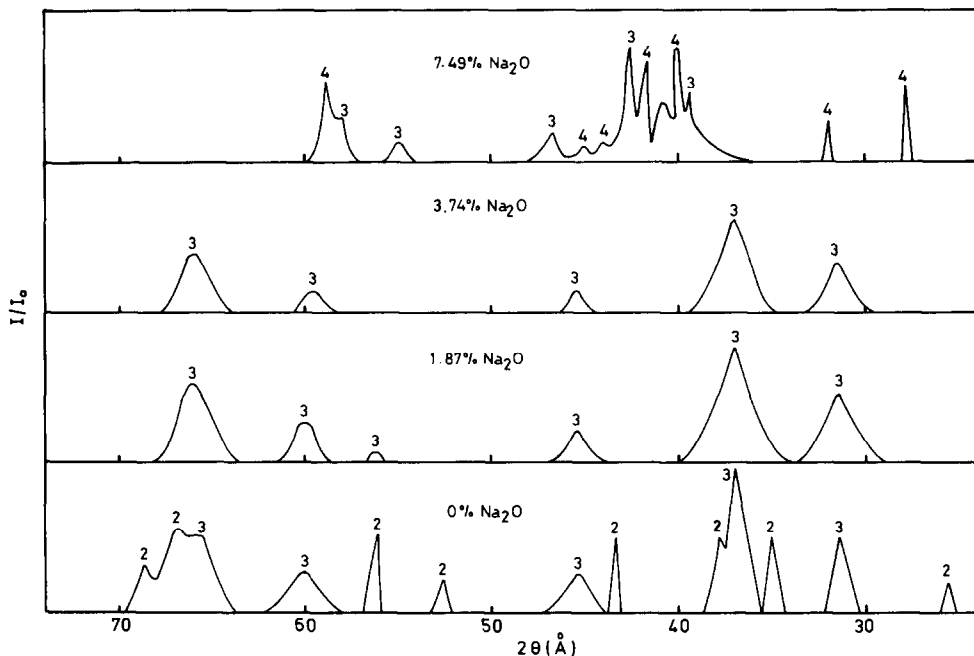 7.49% Na₂O
4 3 3 3 4 4 3 4 4 3 4 4
3.74% Na₂O
3 3 3 3 3
1.87% Na₂O
3 3 3 3 3 3
0% Na₂O
2 2 3 3 2 2 3 2 2 3 2 3 2
I/I₀
70 60 50 40 30
2θ(Å)